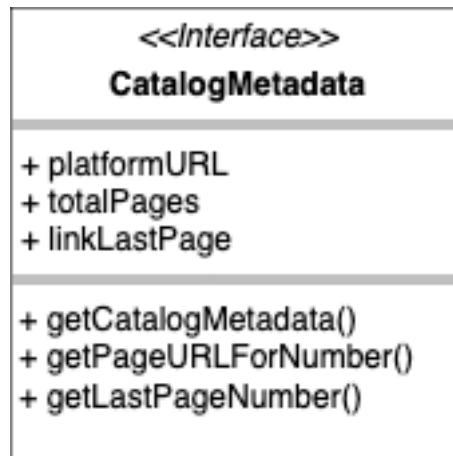 <<Interface>>
CatalogMetadata
+ platformURL
+ totalPages
+ linkLastPage
+ getCatalogMetadata()
+ getPageURLForNumber()
+ getLastPageNumber()